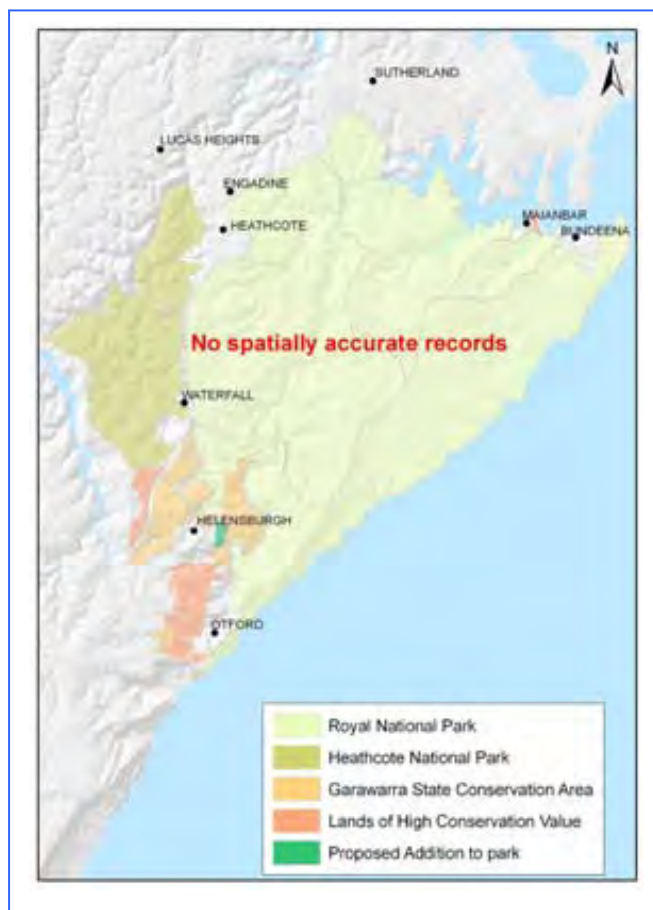 N
SUTHERLAND
LUCAS HEIGHTS
ENGADINE
HEATHCOTE
MAIANBAR
BUNDEENA
No spatially accurate records
WATERFALL
HELENSBURGH
OTFORD
Royal National Park
Heathcote National Park
Garawarra State Conservation Area
Lands of High Conservation Value
Proposed Addition to park